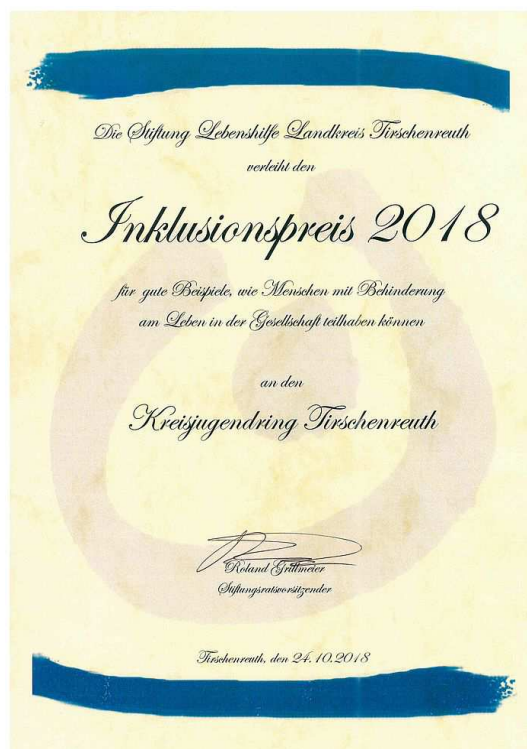 Die Stiftung Lebenshilfe Landkreis Tirschenreuth
verleiht den
Inklusionspreis 2018
für gute Beispiele, wie Menschen mit Behinderung
am Leben in der Gesellschaft teilhaben können
an den
Kreisjugendring Tirschenreuth
Roland Grillmeier
Stiftungsratsvorsitzender
Tirschenreuth, den 24.10.2018